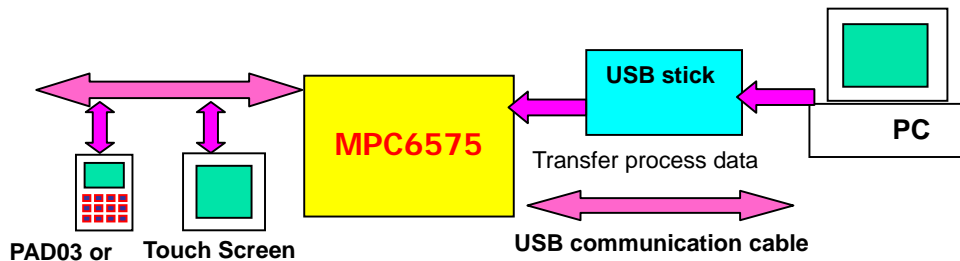 USB stick
MPC6575
PC
Transfer process data
USB communication cable
PAD03 or
Touch Screen